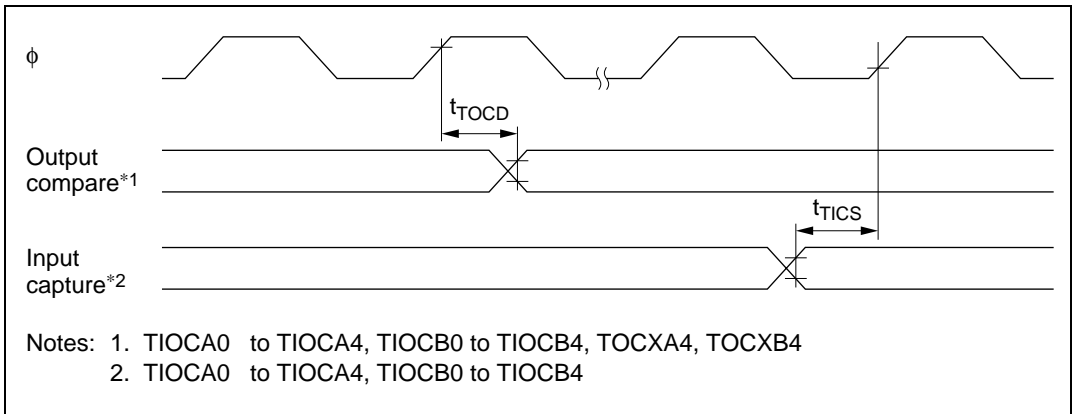 ϕ
tTOCD
Output
compare*1
tTICS
Input
capture*2
Notes: 1. TIOCA0 to TIOCA4, TIOCB0 to TIOCB4, TOCXA4, TOCXB4
2. TIOCA0 to TIOCA4, TIOCB0 to TIOCB4